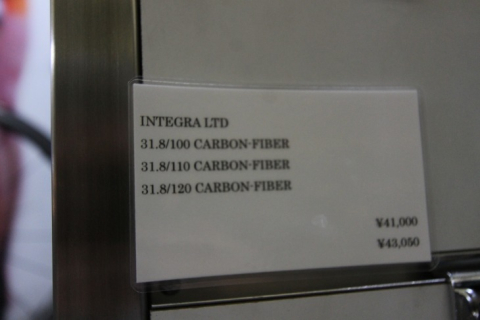 INTEGRA LTD
31.8/100 CARBON-FIBER
31.8/110 CARBON-FIBER
31.8/120 CARBON-FIBER
¥41,000
¥43,050